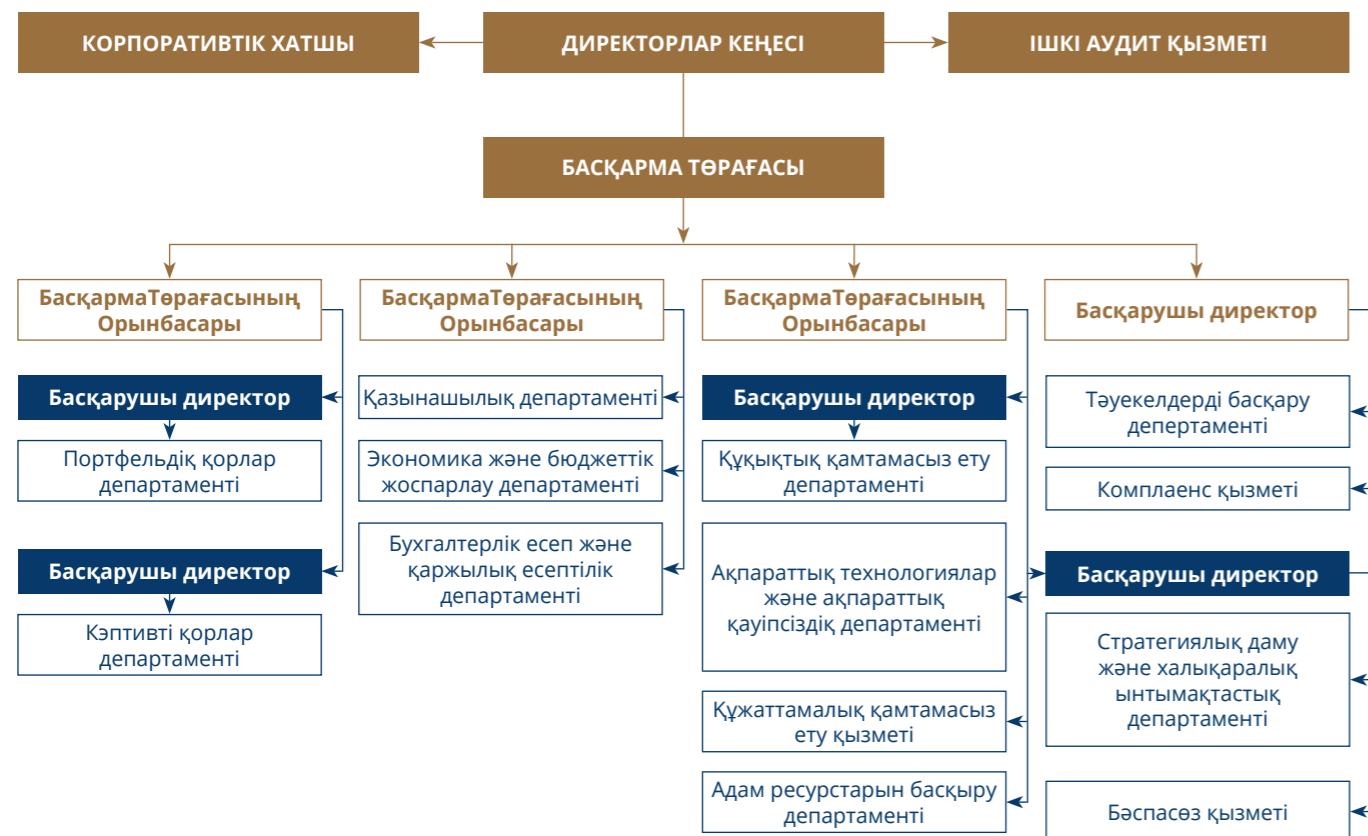 КОРПОРАТИВТІК ХАТШЫ
ДИРЕКТОРЛАР КЕҢЕСІ
ІШКІ АУДИТ ҚЫЗМЕТІ
БАСҚАРМА ТӨРАҒАСЫ
БасқармаТөрағасының
Орынбасары
Басқарушы директор
Портфельдік қорлар
департаменті
Басқарушы директор
Кэптивті қорлар
департаменті
БасқармаТөрағасының
Орынбасары
Қазынашылық департаменті
Экономика және бюджеттік
жоспарлау департаменті
Бухгалтерлік есеп және
қаржылық есептілік
департаменті
БасқармаТөрағасының
Орынбасары
Басқарушы директор
Құқықтық қамтамасыз ету
департаменті
Ақпараттық технологиялар
және ақпараттық
қауіпсіздік департаменті
Құжаттамалық қамтамасыз
ету қызметі
Адам ресурстарын басқыру
департаменті
Басқарушы директор
Тәуекелдерді басқару
депертаменті
Комплаенс қызметі
Басқарушы директор
Стратегиялық даму
және халықаралық
ынтымақтастық
департаменті
Бәспасөз қызметі